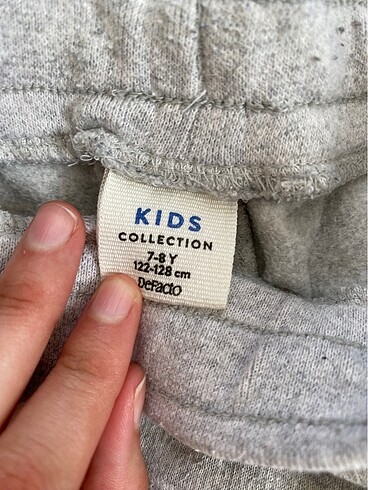 KIDS
COLLECTION
7-8 Y
122-128 cm
DeFacto